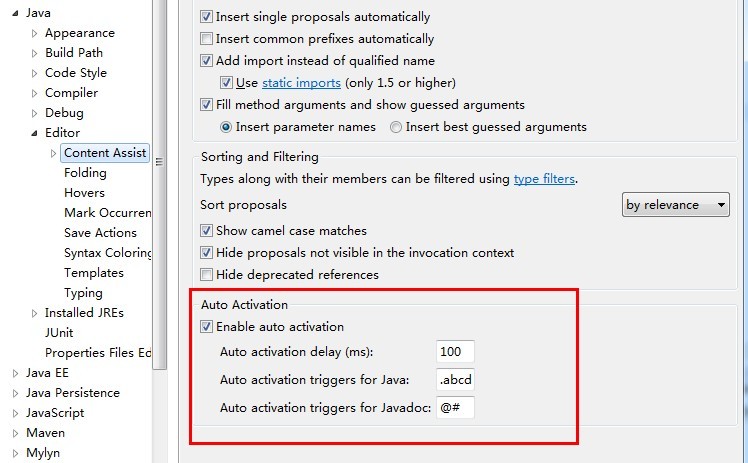 Java
Appearance
Build Path
Code Style
Compiler
Debug
Editor
Content Assist
Folding
Hovers
Mark Occurren
Save Actions
Syntax Coloring
Templates
Typing
Installed JREs
JUnit
Properties Files Ed
Java EE
Java Persistence
JavaScript
Maven
Mylyn
Insert single proposals automatically
Insert common prefixes automatically
Add import instead of qualified name
Use static imports (only 1.5 or higher)
Fill method arguments and show guessed arguments
Insert parameter names Insert best guessed arguments
Sorting and Filtering
Types along with their members can be filtered using type filters.
Sort proposals by relevance
Show camel case matches
Hide proposals not visible in the invocation context
Hide deprecated references
Auto Activation
Enable auto activation
Auto activation delay (ms): 100
Auto activation triggers for Java: .abcd
Auto activation triggers for Javadoc: @#